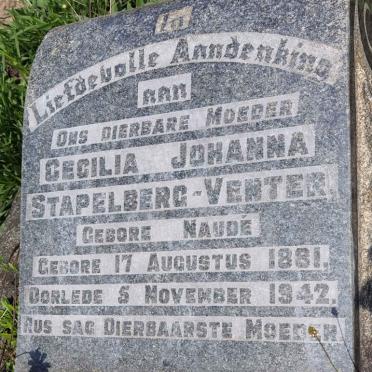 In
Liefdevolle Aandenking
aan
Ons Dierbare Moeder
Cecilia Johanna
Stapelberg-Venter
Gebore Naudé
Gebore 17 Augustus 1881.
Oorlede 5 November 1942.
Rus sag Dierbaarste Moeder